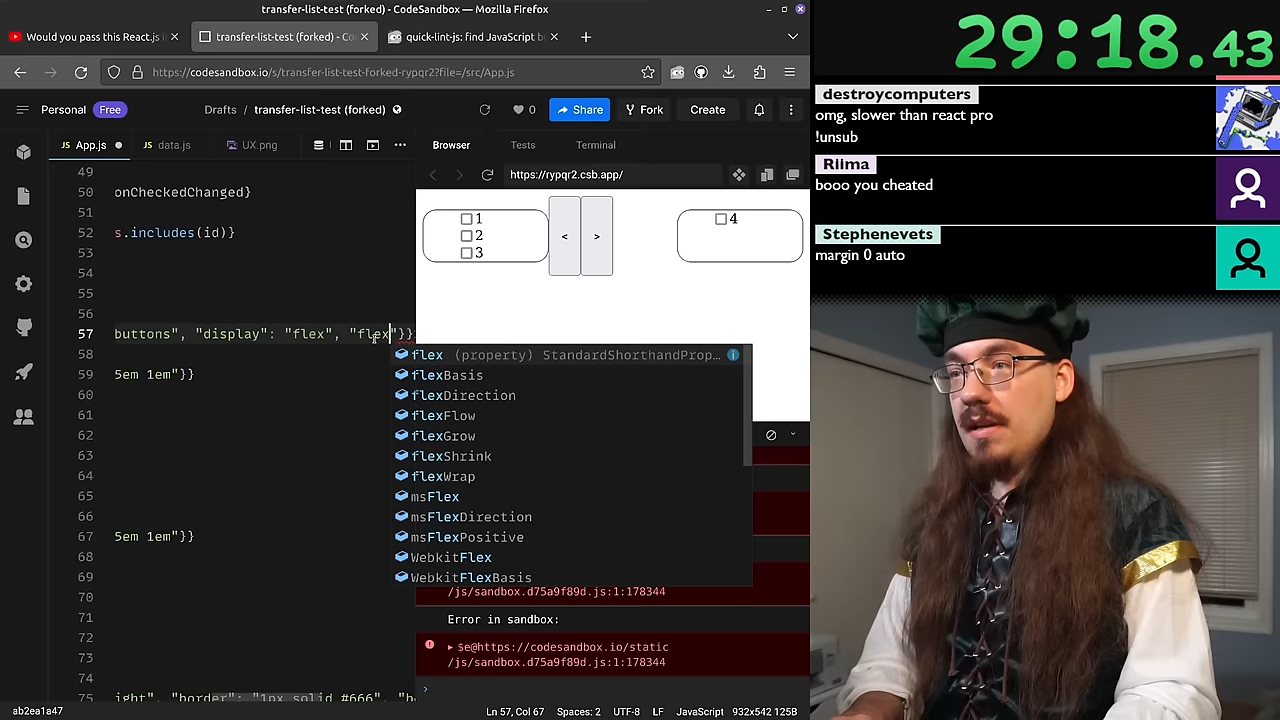 transfer-list-test (forked) - CodeSandbox — Mozilla Firefox
Would you pass this React.js i
transfer-list-test (forked) - Co
quick-lint-js: find JavaScript b
https://codesandbox.io/s/transfer-list-test-forked-rypqr2?file=/src/App.js
Personal Free
Drafts / transfer-list-test (forked)
0
Share
Fork
Create
JS App.js
JS data.js
UX.png
Browser
Tests
Terminal
https://rypqr2.csb.app/
49
50 onCheckedChanged}
51
52 s.includes(id)}
53
54
55
56
57 buttons", "display": "flex", "flex"}}
58
59 5em 1em"}}
60
61
62
63
64
65
66
67 5em 1em"}}
68
69
70
71
72
73
74
75 ight", "border": "1px solid #666", "b
1
2
3
<
>
4
flex (property) StandardShorthandProp…
flexBasis
flexDirection
flexFlow
flexGrow
flexShrink
flexWrap
msFlex
msFlexDirection
msFlexPositive
WebkitFlex
WebkitFlexBasis
/js/sandbox.d75a9f89d.js:1:178344
Error in sandbox:
▸ $e@https://codesandbox.io/static
/js/sandbox.d75a9f89d.js:1:178344
›
ab2ea1a47
Ln 57, Col 67
Spaces: 2
UTF-8
LF
JavaScript
932x542 125B
29:18.43
destroycomputers
omg, slower than react pro
!unsub
Riima
booo you cheated
Stephenevets
margin 0 auto